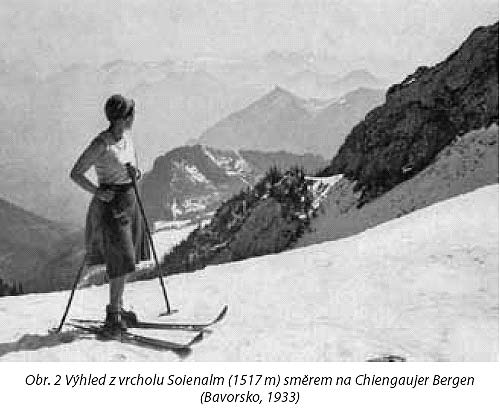 Obr. 2 Výhled z vrcholu Soienalm (1517 m) směrem na Chiengaujer Bergen
(Bavorsko, 1933)